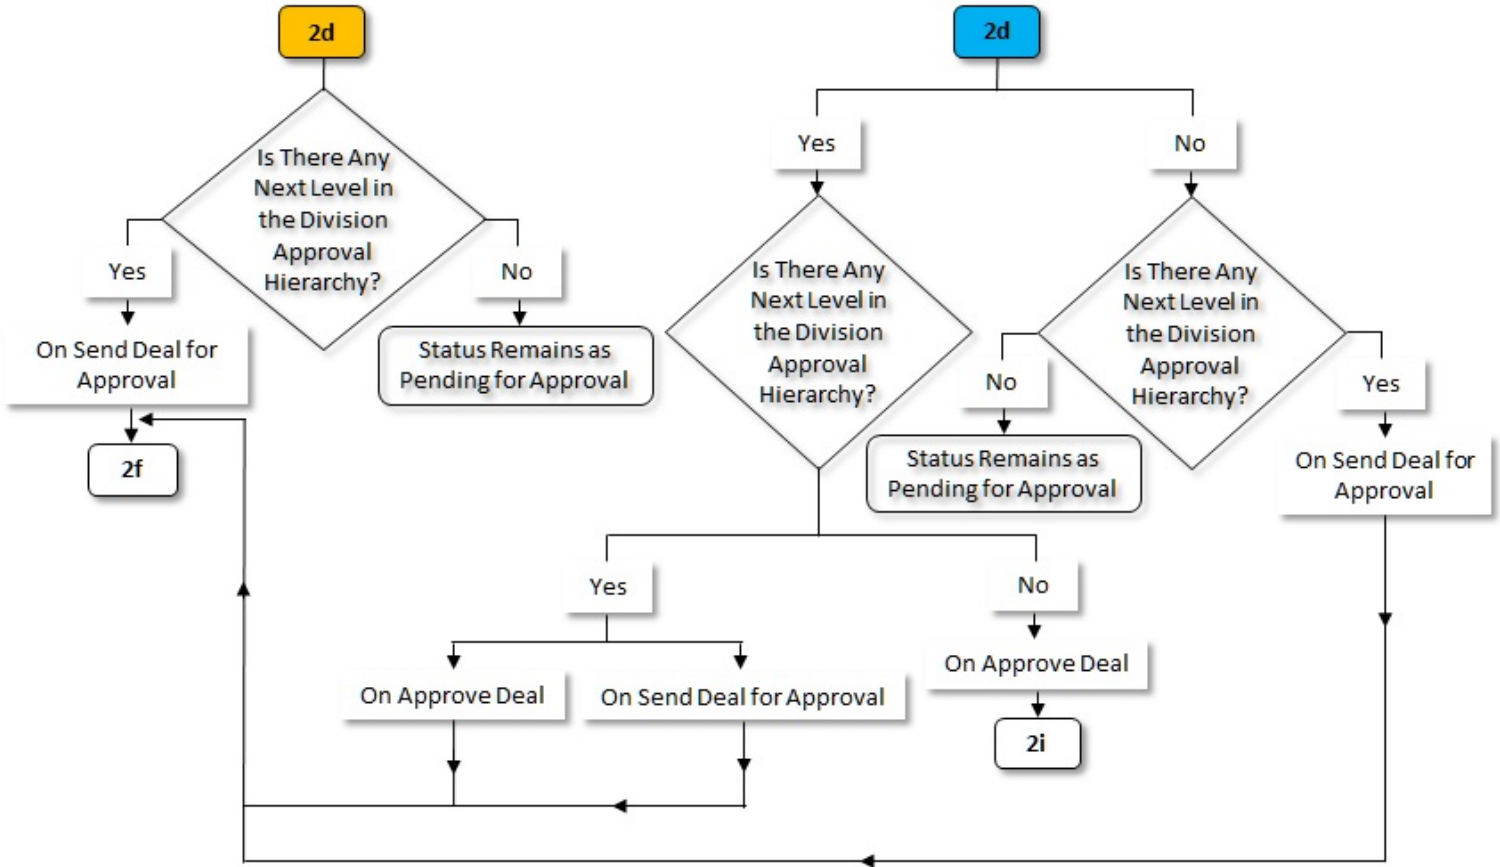 2d
Is There Any
Next Level in
the Division
Approval
Hierarchy?
Yes
On Send Deal for
Approval
2f
No
Status Remains as
Pending for Approval
2d
Yes
Is There Any
Next Level in
the Division
Approval
Hierarchy?
Yes
On Approve Deal
On Send Deal for Approval
No
On Approve Deal
2i
No
Is There Any
Next Level in
the Division
Approval
Hierarchy?
No
Status Remains as
Pending for Approval
Yes
On Send Deal for
Approval